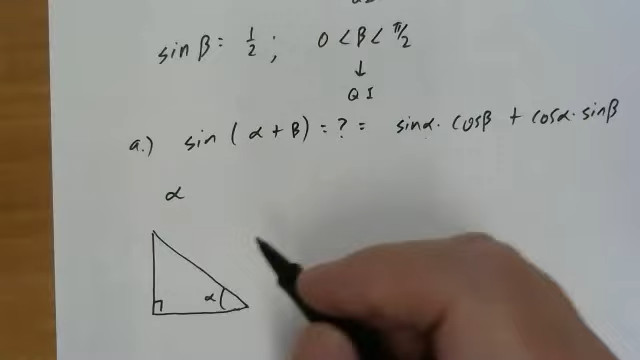 sin β = 1/2 ; 0 < β < π/2
↓
Q I
a.) sin ( α + β ) = ? = sinα · cosβ + cosα · sinβ
α
α